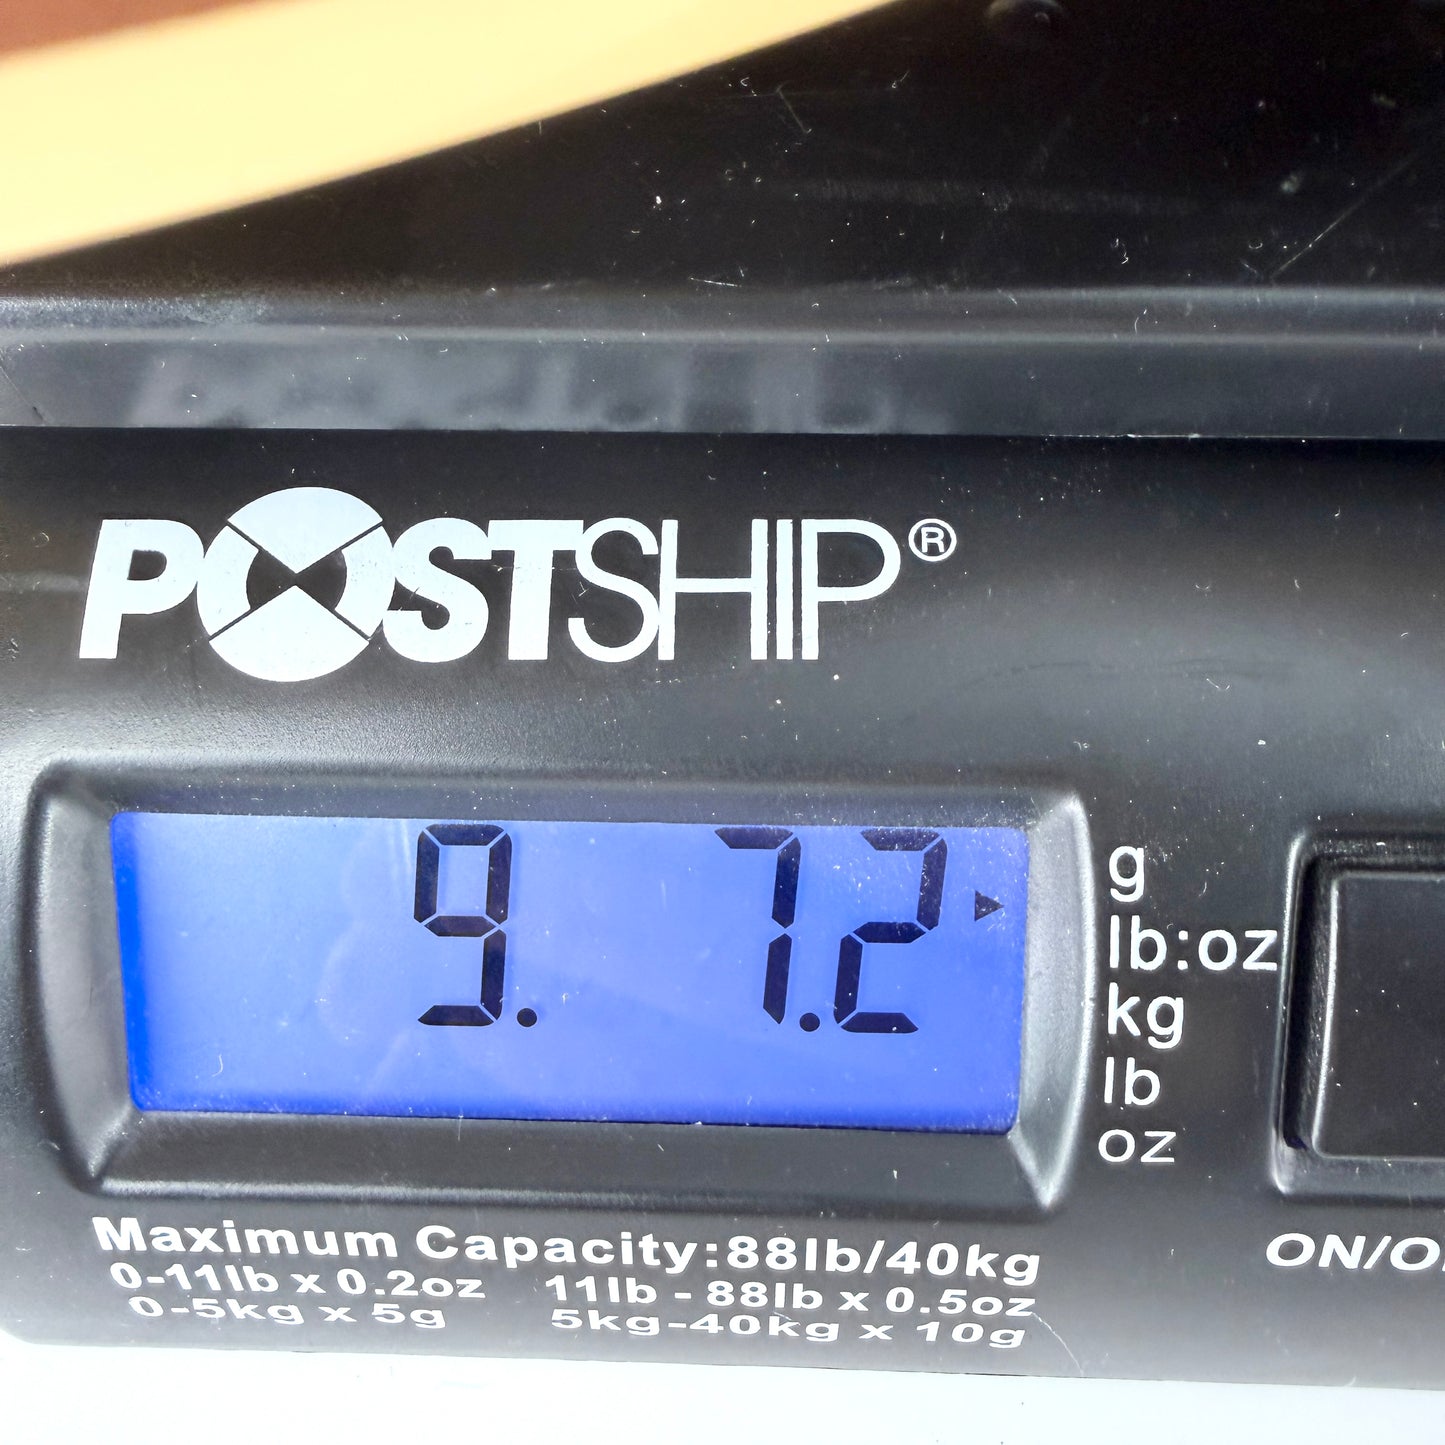 POSTSHIP®
9. 7.2
g
lb:oz
kg
lb
oz
Maximum Capacity:88lb/40kg
0-11lb x 0.2oz 11lb - 88lb x 0.5oz
0-5kg x 5g 5kg-40kg x 10g